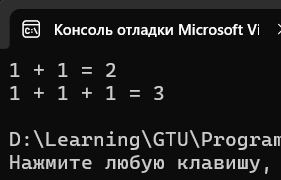 Консоль отладки Microsoft Vi
1 + 1 = 2
1 + 1 + 1 = 3
D:\Learning\GTU\Program
Нажмите любую клавишу,